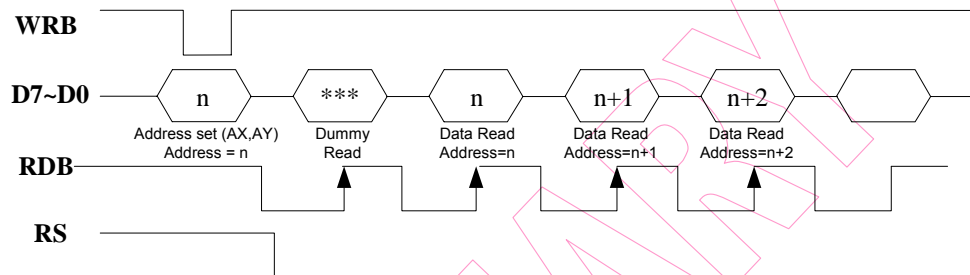 WRB
D7~D0
n
***
n
n+1
n+2
Address set (AX,AY)
Address = n
Dummy
Read
Data Read
Address=n
Data Read
Address=n+1
Data Read
Address=n+2
RDB
RS